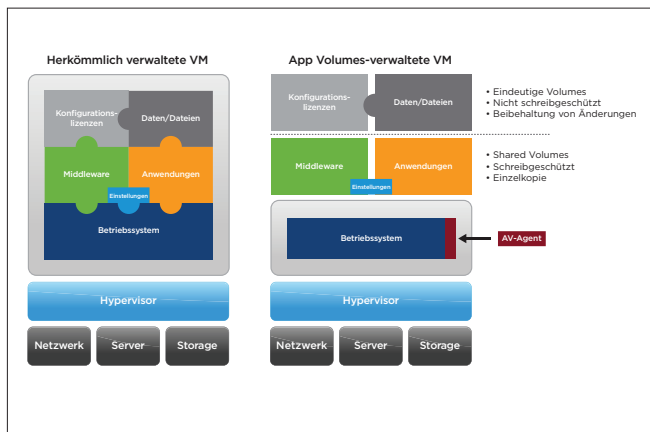 Herkömmlich verwaltete VM
Konfigurations-
lizenzen
Daten/Dateien
Middleware
Anwendungen
Einstellungen
Betriebssystem
Hypervisor
Netzwerk
Server
Storage
App Volumes-verwaltete VM
Konfigurations-
lizenzen
Daten/Dateien
• Eindeutige Volumes
• Nicht schreibgeschützt
• Beibehaltung von Änderungen
Middleware
Anwendungen
Einstellungen
• Shared Volumes
• Schreibgeschützt
• Einzelkopie
Betriebssystem
AV-Agent
Hypervisor
Netzwerk
Server
Storage